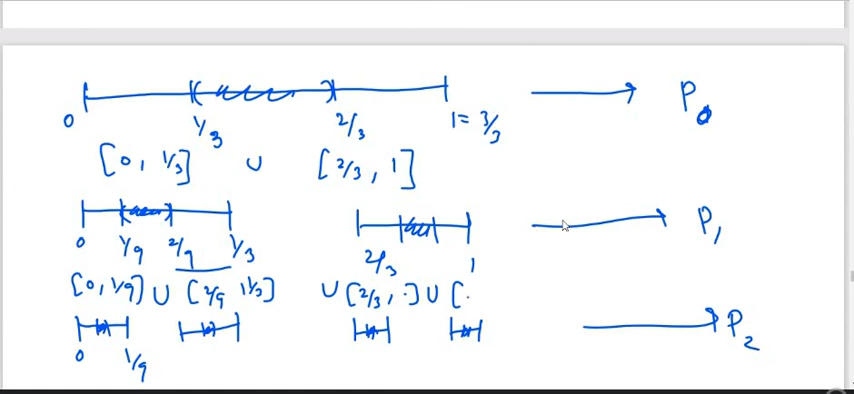 0 1/3 2/3 1 = 3/3 P₀
[0, 1/3] ∪ [2/3, 1]
0 1/9 2/9 1/3 2/3 1 P₁
[0, 1/9] ∪ [2/9, 1/3] ∪ [2/3, ·] ∪ [·
0 1/9 P₂